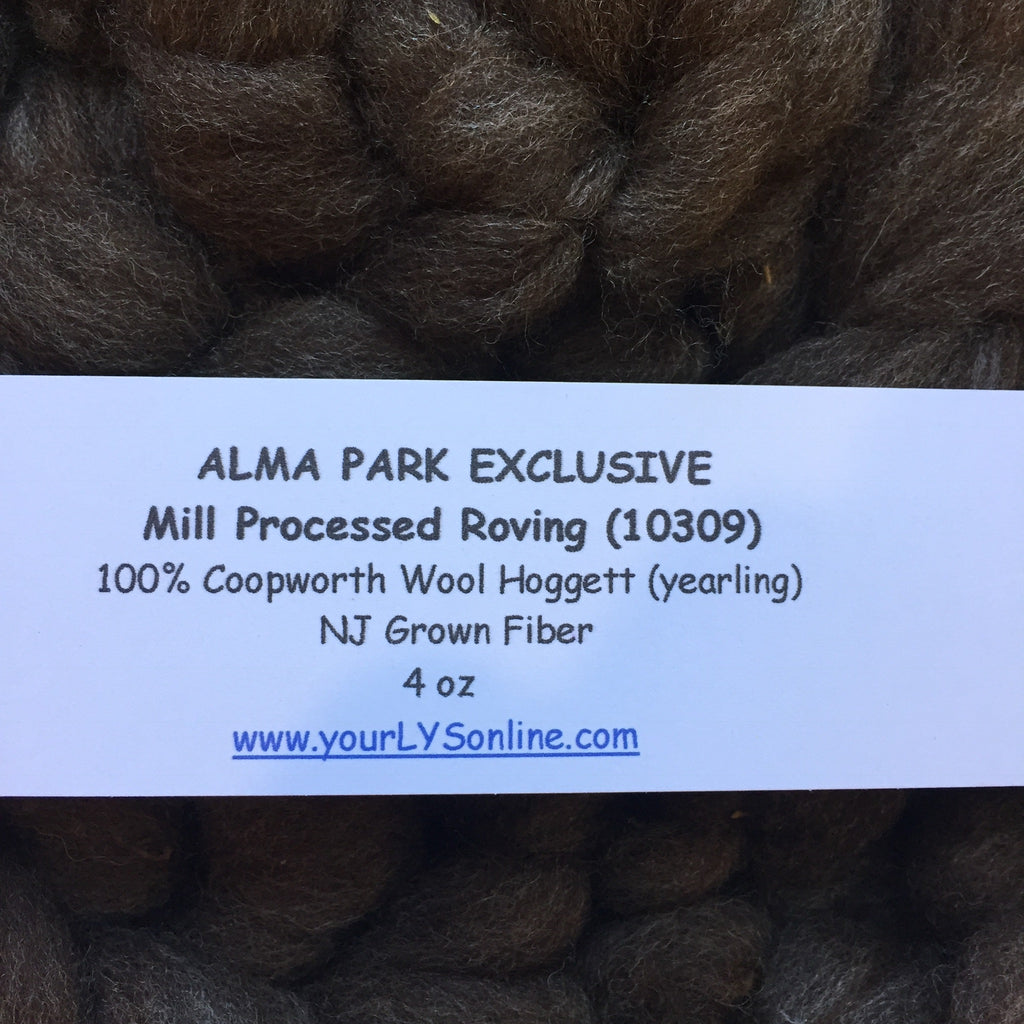 ALMA PARK EXCLUSIVE
Mill Processed Roving (10309)
100% Coopworth Wool Hoggett (yearling)
NJ Grown Fiber
4 oz
www.yourLYSonline.com